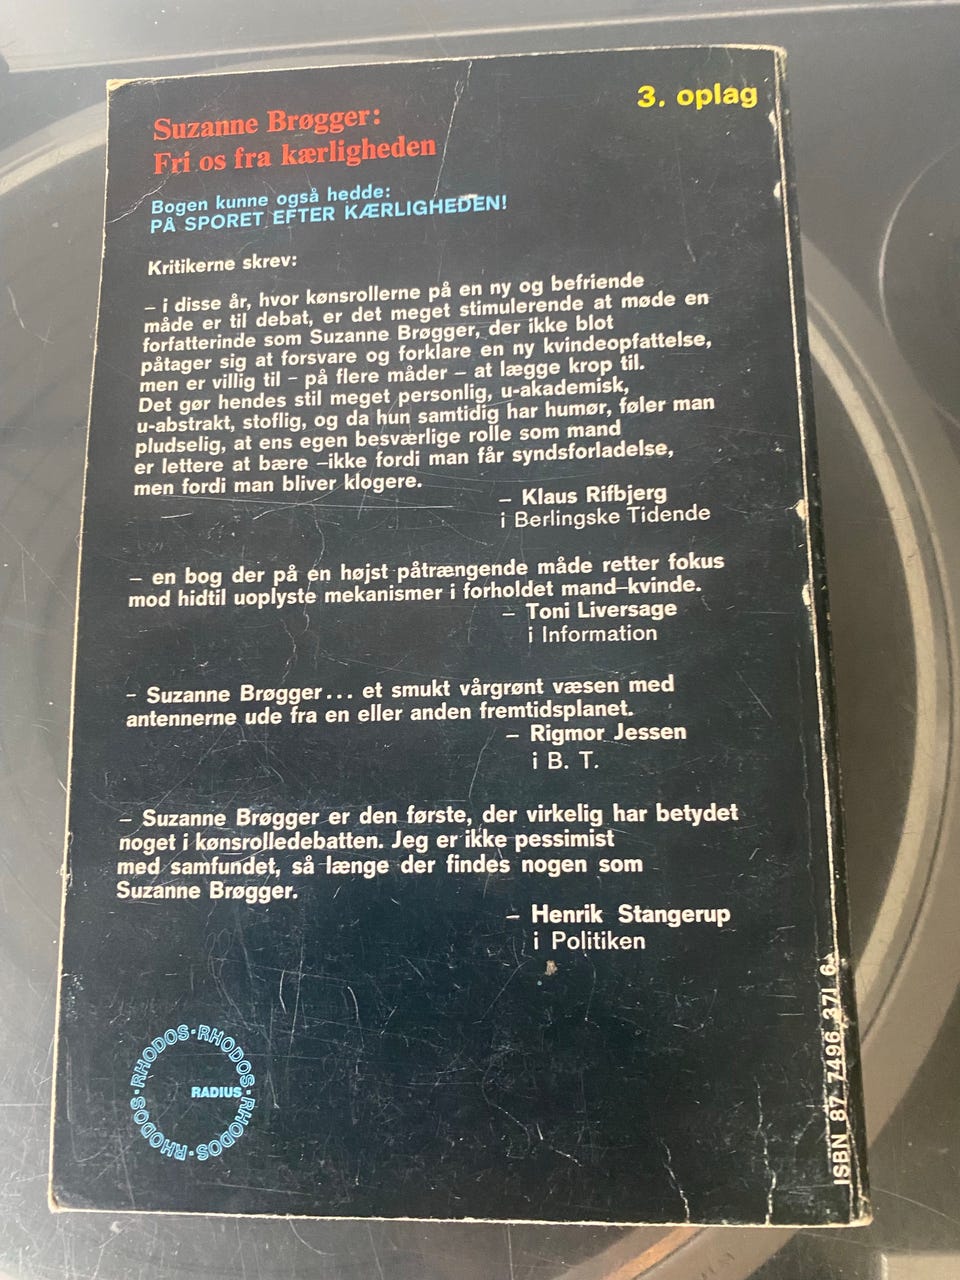 3. oplag
Suzanne Brøgger:
Fri os fra kærligheden
Bogen kunne også hedde:
PÅ SPORET EFTER KÆRLIGHEDEN!
Kritikerne skrev:
– i disse år, hvor kønsrollerne på en ny og befriende
måde er til debat, er det meget stimulerende at møde en
forfatterinde som Suzanne Brøgger, der ikke blot
påtager sig at forsvare og forklare en ny kvindeopfattelse,
men er villig til – på flere måder – at lægge krop til.
Det gør hendes stil meget personlig, u-akademisk,
u-abstrakt, stoflig, og da hun samtidig har humør, føler man
pludselig, at ens egen besværlige rolle som mand
er lettere at bære –ikke fordi man får syndsforladelse,
men fordi man bliver klogere.
– Klaus Rifbjerg
i Berlingske Tidende
– en bog der på en højst påtrængende måde retter fokus
mod hidtil uoplyste mekanismer i forholdet mand–kvinde.
– Toni Liversage
i Information
– Suzanne Brøgger... et smukt vårgrønt væsen med
antennerne ude fra en eller anden fremtidsplanet.
– Rigmor Jessen
i B. T.
– Suzanne Brøgger er den første, der virkelig har betydet
noget i kønsrolledebatten. Jeg er ikke pessimist
med samfundet, så længe der findes nogen som
Suzanne Brøgger.
– Henrik Stangerup
i Politiken
RHODOS · RHODOS · RHODOS · RHODOS ·
RADIUS
ISBN 87 7496 371 6